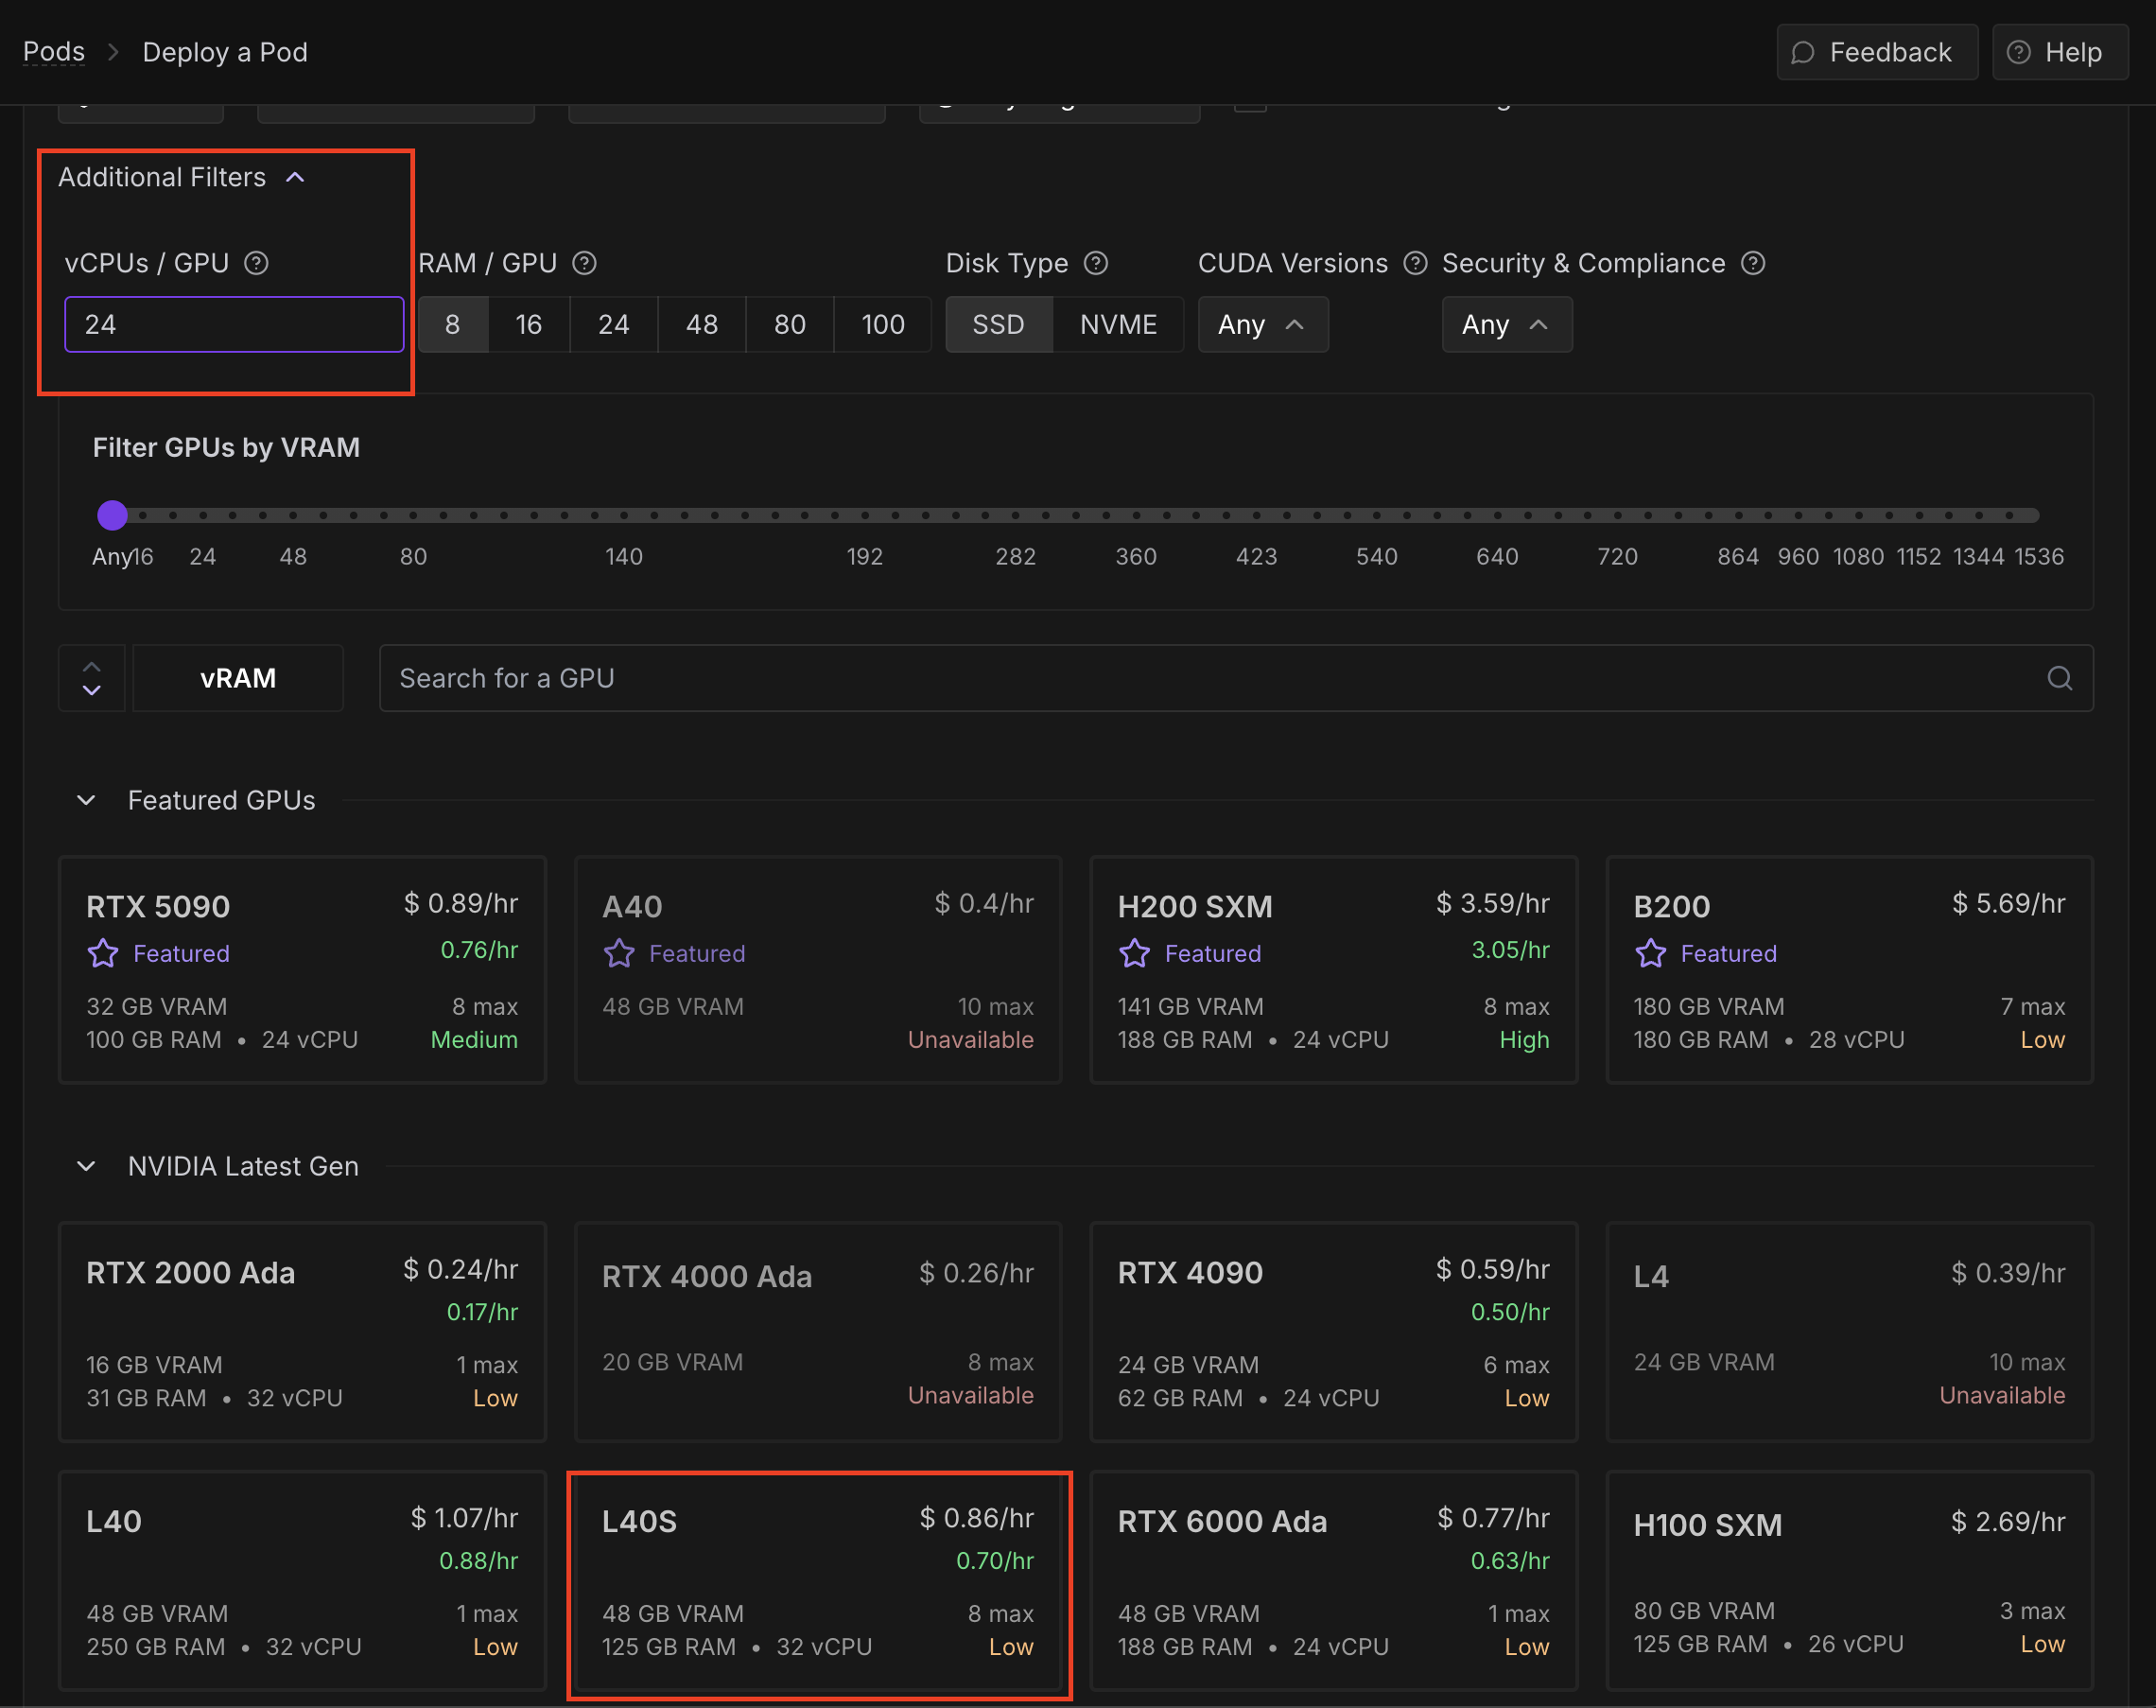 Pods > Deploy a Pod
Feedback
Help
Additional Filters
vCPUs / GPU
RAM / GPU
Disk Type
CUDA Versions
Security & Compliance
24
8 16 24 48 80 100
SSD NVME
Any
Any
Filter GPUs by VRAM
Any 16 24 48 80 140 192 282 360 423 540 640 720 864 960 1080 1152 1344 1536
vRAM
Search for a GPU
Featured GPUs
RTX 5090 $ 0.89/hr
Featured 0.76/hr
32 GB VRAM 8 max
100 GB RAM • 24 vCPU Medium
A40 $ 0.4/hr
Featured
48 GB VRAM 10 max
Unavailable
H200 SXM $ 3.59/hr
Featured 3.05/hr
141 GB VRAM 8 max
188 GB RAM • 24 vCPU High
B200 $ 5.69/hr
Featured
180 GB VRAM 7 max
180 GB RAM • 28 vCPU Low
NVIDIA Latest Gen
RTX 2000 Ada $ 0.24/hr
0.17/hr
16 GB VRAM 1 max
31 GB RAM • 32 vCPU Low
RTX 4000 Ada $ 0.26/hr
20 GB VRAM 8 max
Unavailable
RTX 4090 $ 0.59/hr
0.50/hr
24 GB VRAM 6 max
62 GB RAM • 24 vCPU Low
L4 $ 0.39/hr
24 GB VRAM 10 max
Unavailable
L40 $ 1.07/hr
0.88/hr
48 GB VRAM 1 max
250 GB RAM • 32 vCPU Low
L40S $ 0.86/hr
0.70/hr
48 GB VRAM 8 max
125 GB RAM • 32 vCPU Low
RTX 6000 Ada $ 0.77/hr
0.63/hr
48 GB VRAM 1 max
188 GB RAM • 24 vCPU Low
H100 SXM $ 2.69/hr
80 GB VRAM 3 max
125 GB RAM • 26 vCPU Low